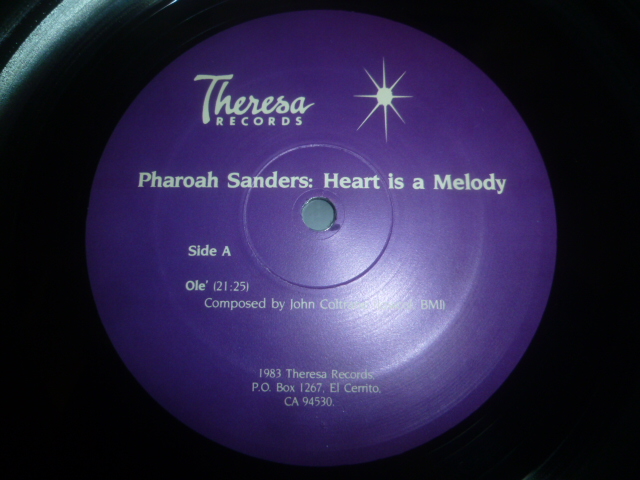 Theresa
RECORDS
Pharoah Sanders: Heart is a Melody
Side A
Ole' (21:25)
Composed by John BMI)
1983 Theresa Records,
P.O. Box 1267, El Cerrito,
CA 94530.